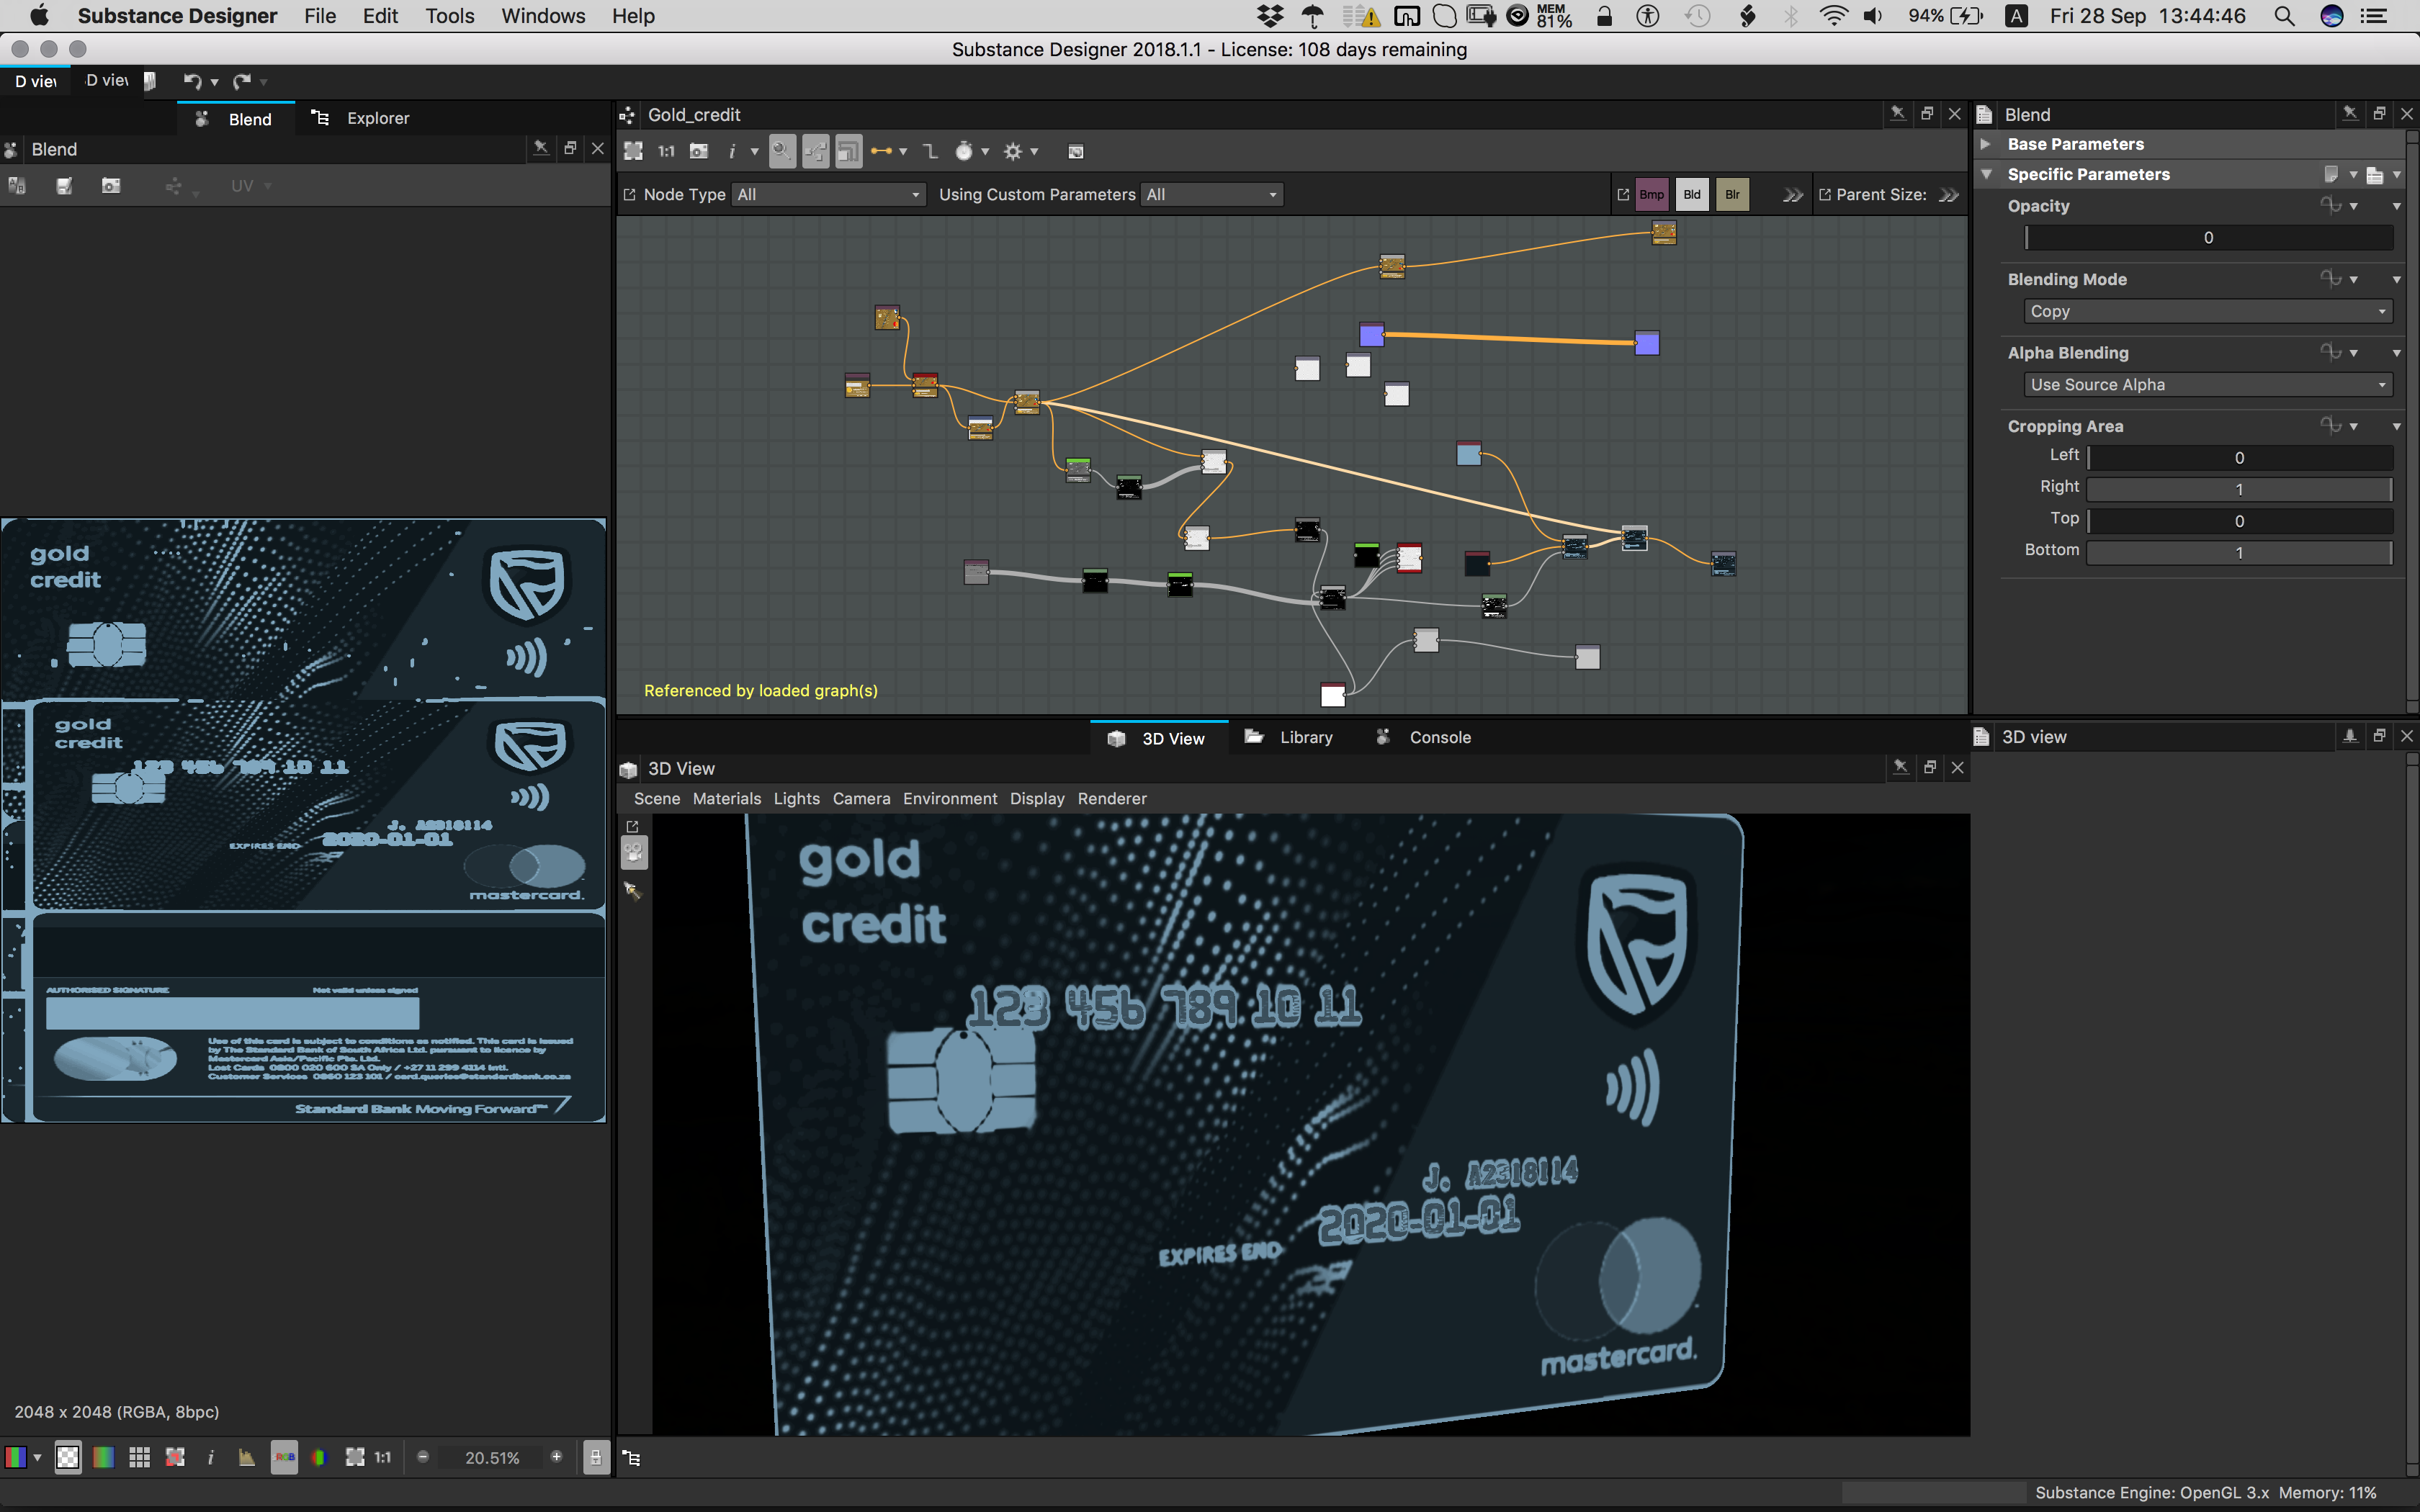 Substance Designer File Edit Tools Windows Help
MEM 81% 94% A Fri 28 Sep 13:44:46
Substance Designer 2018.1.1 - License: 108 days remaining
D vie
D vie
Blend
Explorer
Blend
UV
gold
credit
gold
credit
123 456 789 10 11
J. A2318114
2020-01-01
EXPIRES END
mastercard.
AUTHORISED SIGNATURE
Not valid unless signed
Use of this card is subject to conditions as notified. This card is issued
by The Standard Bank of South Africa Ltd. pursuant to licence by
Mastercard Asia/Pacific Pte. Ltd.
Lost Cards 0800 020 600 SA Only / +27 11 299 4114 Intl.
Customer Services 0860 123 101 / card.queries@standardbank.co.za
Standard Bank Moving Forward™
2048 x 2048 (RGBA, 8bpc)
RGB
1:1
20.51%
Gold_credit
1:1
Node Type All Using Custom Parameters All
Bmp Bld Blr Parent Size:
Referenced by loaded graph(s)
3D View
Library
Console
3D View
Scene Materials Lights Camera Environment Display Renderer
gold
credit
123 456 789 10 11
J. A2318114
2020-01-01
EXPIRES END
mastercard.
Blend
Base Parameters
Specific Parameters
Opacity
0
Blending Mode
Copy
Alpha Blending
Use Source Alpha
Cropping Area
Left 0
Right 1
Top 0
Bottom 1
3D view
Substance Engine: OpenGL 3.x Memory: 11%